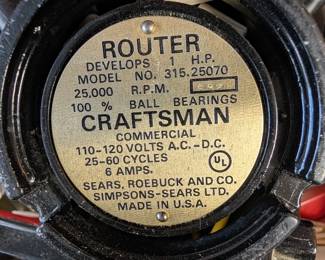 ROUTER
DEVELOPS 1 H.P.
MODEL NO. 315.25070
25,000 R.P.M.
100 % BALL BEARINGS
CRAFTSMAN
COMMERCIAL
110-120 VOLTS A.C.-D.C.
25-60 CYCLES
6 AMPS.
UL
SEARS, ROEBUCK AND CO.
SIMPSONS-SEARS LTD.
MADE IN U.S.A.